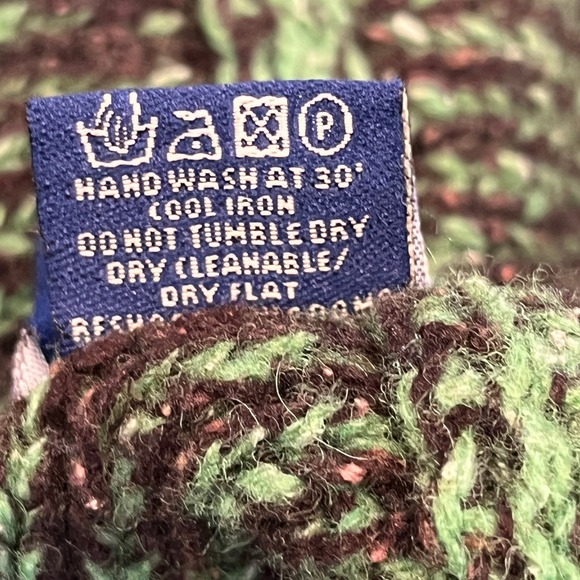 P
HAND WASH AT 30°
COOL IRON
DO NOT TUMBLE DRY
DRY CLEANABLE/
DRY FLAT